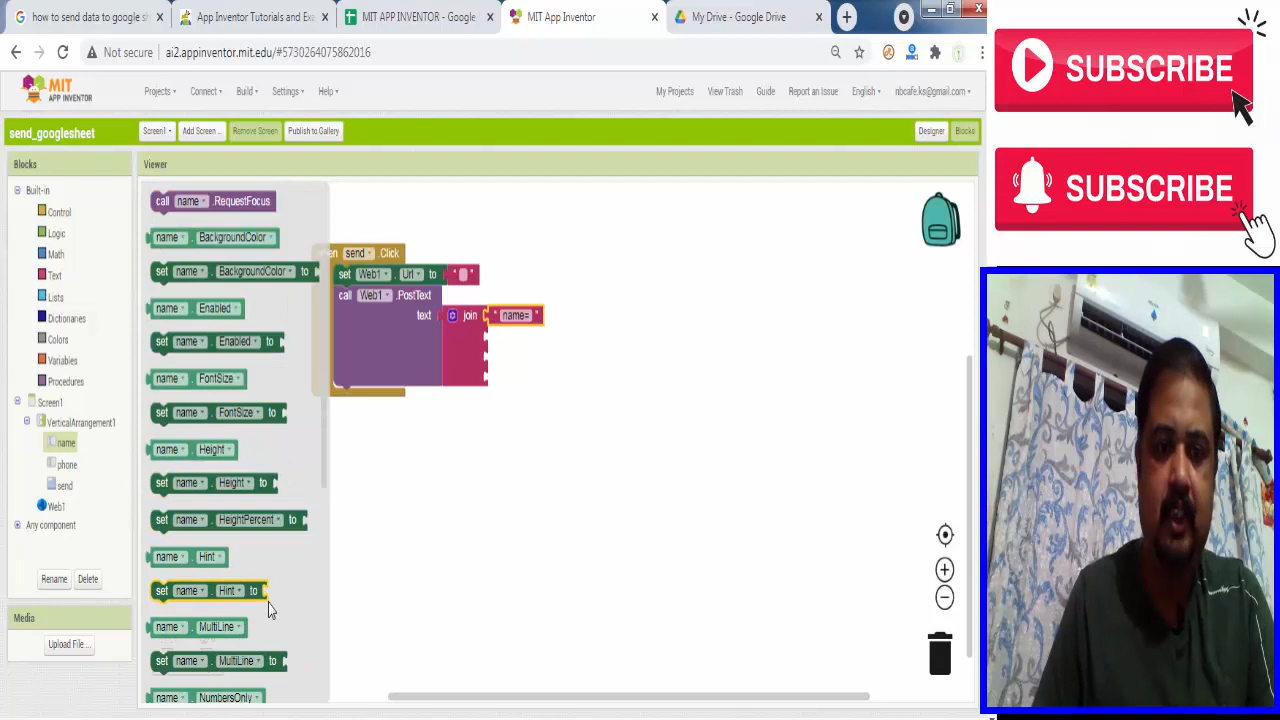 how to send data to google sh
App Inventor Tutorials and Exe
MIT APP INVENTOR - Google
MIT App Inventor
My Drive - Google Drive
Not secure
ai2.appinventor.mit.edu/#5730264075862016
MIT
APP INVENTOR
Projects
Connect
Build
Settings
Help
My Projects
View Trash
Guide
Report an Issue
English
nbcafe.ks@gmail.com
send_googlesheet
Screen1
Add Screen ...
Remove Screen
Publish to Gallery
Designer
Blocks
Blocks
Viewer
Built-in
Control
Logic
Math
Text
Lists
Dictionaries
Colors
Variables
Procedures
Screen1
VerticalArrangement1
name
phone
send
Web1
Any component
Rename
Delete
Media
Upload File ...
call name .RequestFocus
name . BackgroundColor
set name . BackgroundColor to
name . Enabled
set name . Enabled to
name . FontSize
set name . FontSize to
name . Height
set name . Height to
set name . HeightPercent to
name . Hint
set name . Hint to
name . MultiLine
set name . MultiLine to
name . NumbersOnly
send .Click
set Web1 . Url to " "
call Web1 .PostText
text join " name= "
SUBSCRIBE
SUBSCRIBE